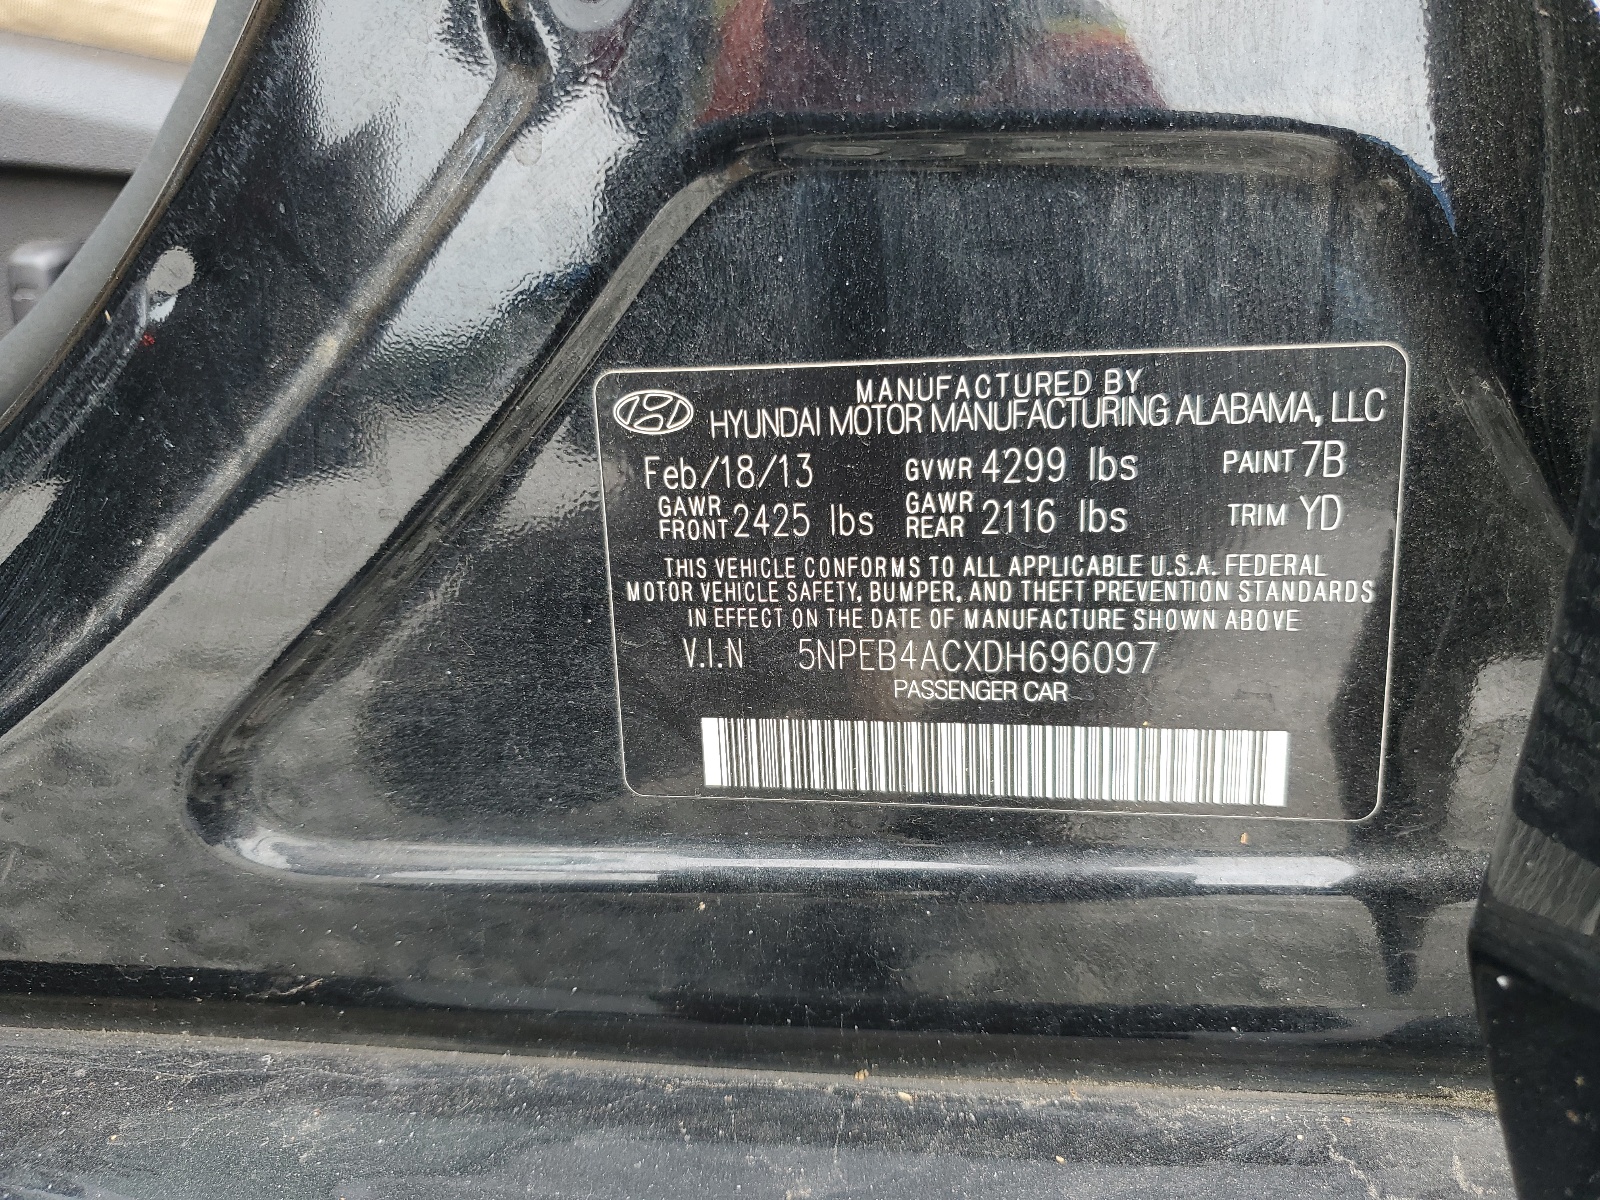 MANUFACTURED BY
HYUNDAI MOTOR MANUFACTURING ALABAMA, LLC
Feb/18/13 GVWR 4299 lbs PAINT 7B
GAWR FRONT 2425 lbs GAWR REAR 2116 lbs TRIM YD
THIS VEHICLE CONFORMS TO ALL APPLICABLE U.S.A. FEDERAL
MOTOR VEHICLE SAFETY, BUMPER, AND THEFT PREVENTION STANDARDS
IN EFFECT ON THE DATE OF MANUFACTURE SHOWN ABOVE
V.I.N 5NPEB4ACXDH696097
PASSENGER CAR